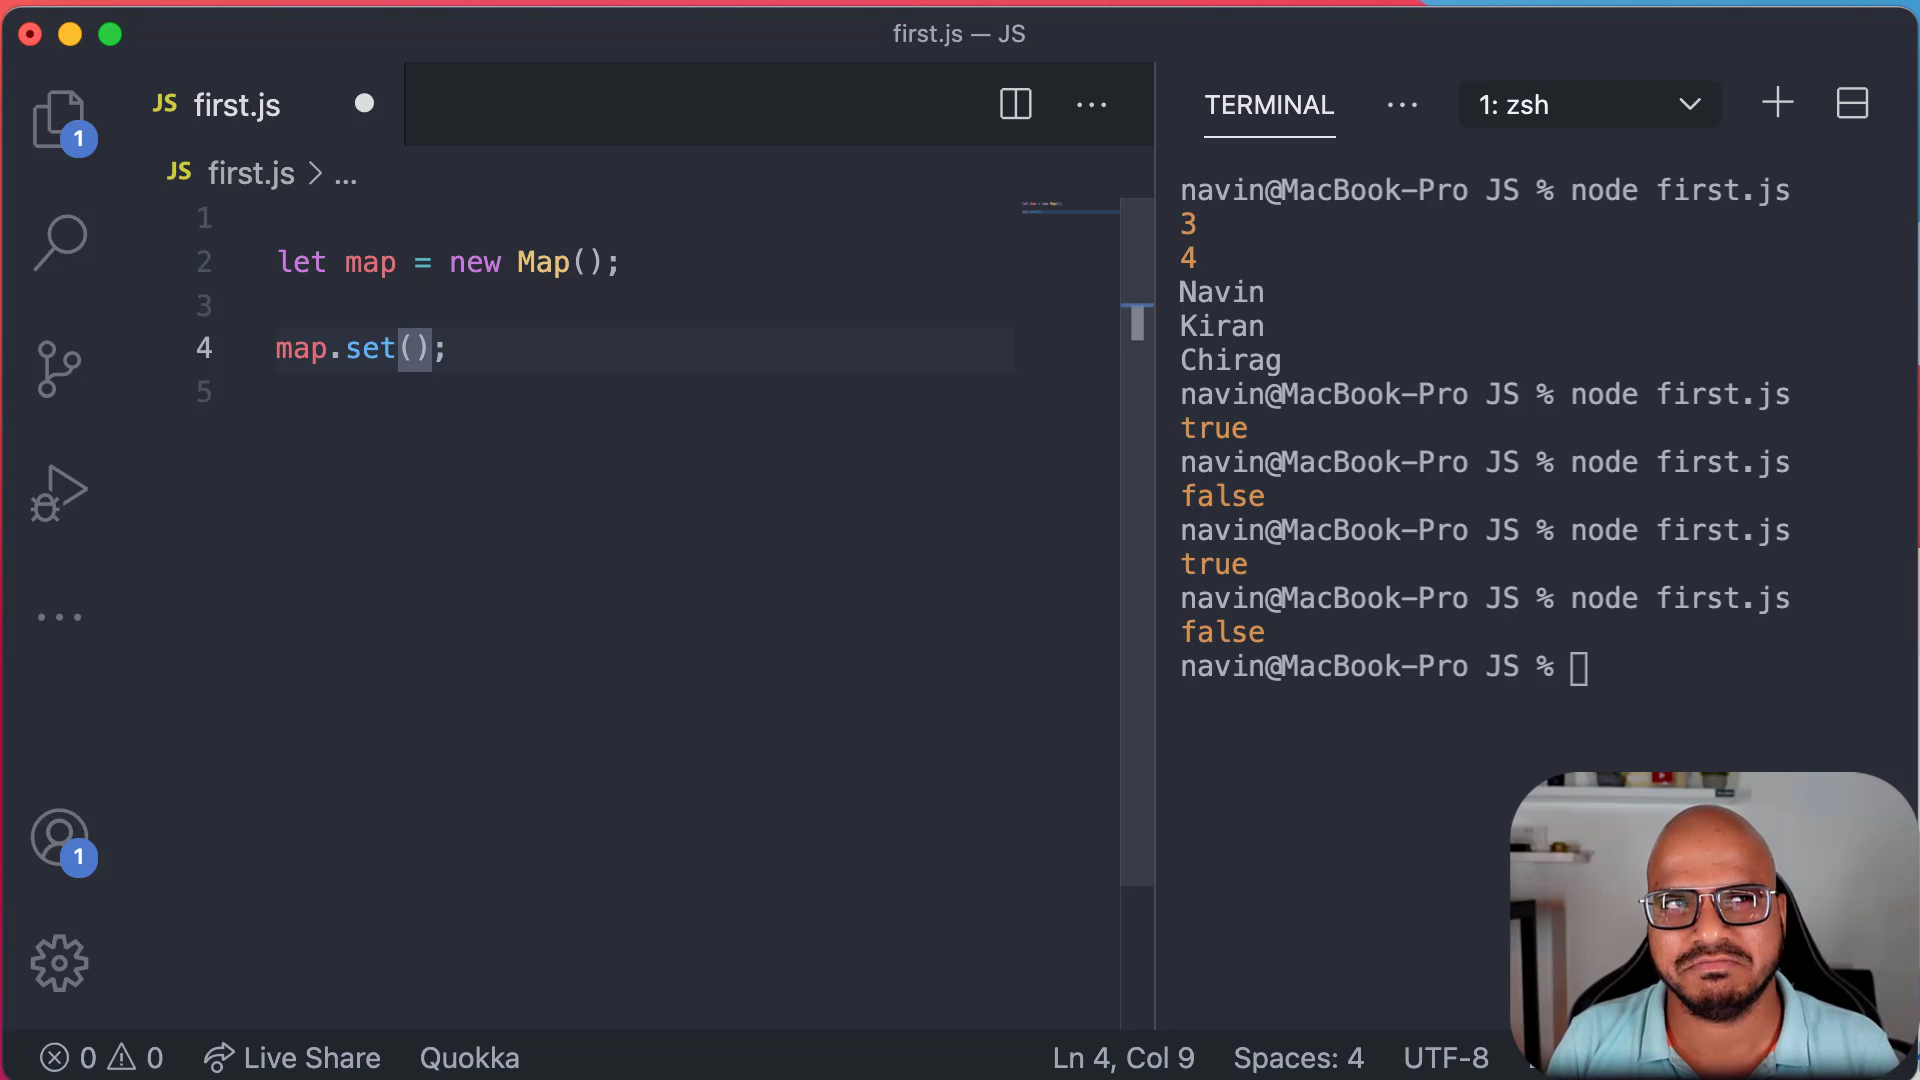 first.js — JS
JS first.js
JS first.js > ...
1
2 let map = new Map();
3
4 map.set();
5
TERMINAL
1: zsh
navin@MacBook-Pro JS % node first.js
3
4
Navin
Kiran
Chirag
navin@MacBook-Pro JS % node first.js
true
navin@MacBook-Pro JS % node first.js
false
navin@MacBook-Pro JS % node first.js
true
navin@MacBook-Pro JS % node first.js
false
navin@MacBook-Pro JS %
1
1
0 0 Live Share Quokka Ln 4, Col 9 Spaces: 4 UTF-8